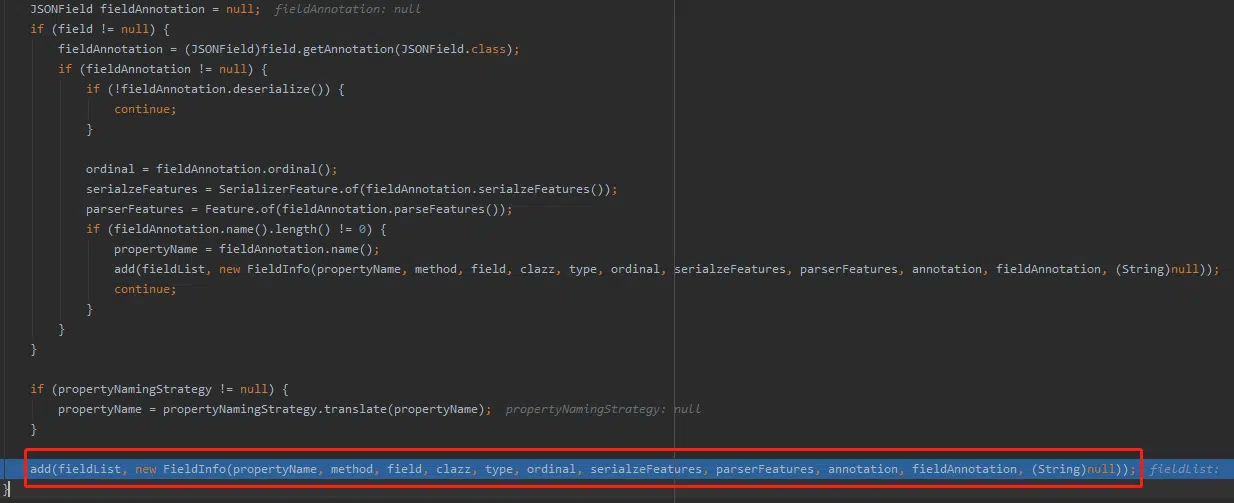 JSONField fieldAnnotation = null; fieldAnnotation: null
if (field != null) {
fieldAnnotation = (JSONField)field.getAnnotation(JSONField.class);
if (fieldAnnotation != null) {
if (!fieldAnnotation.deserialize()) {
continue;
}
ordinal = fieldAnnotation.ordinal();
serialzeFeatures = SerializerFeature.of(fieldAnnotation.serialzeFeatures());
parserFeatures = Feature.of(fieldAnnotation.parseFeatures());
if (fieldAnnotation.name().length() != 0) {
propertyName = fieldAnnotation.name();
add(fieldList, new FieldInfo(propertyName, method, field, clazz, type, ordinal, serialzeFeatures, parserFeatures, annotation, fieldAnnotation, (String)null));
continue;
}
}
}
if (propertyNamingStrategy != null) {
propertyName = propertyNamingStrategy.translate(propertyName); propertyNamingStrategy: null
}
add(fieldList, new FieldInfo(propertyName, method, field, clazz, type, ordinal, serialzeFeatures, parserFeatures, annotation, fieldAnnotation, (String)null)); fieldList:
}